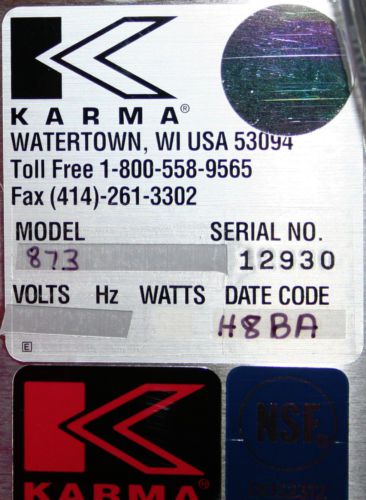 KARMA®
WATERTOWN, WI USA 53094
Toll Free 1-800-558-9565
Fax (414)-261-3302
MODEL SERIAL NO.
873 12930
VOLTS Hz WATTS DATE CODE
H8BA
E
KARMA®
NSF®